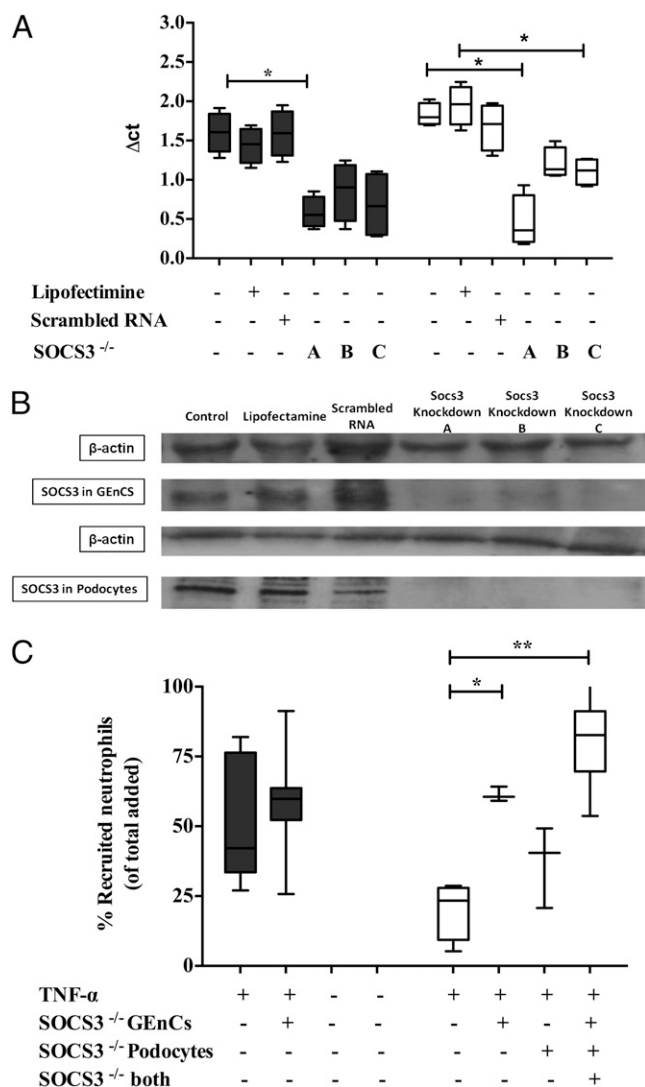 A
* * *
2.5
2.0
1.5
1.0
0.5
0.0
Δct
Lipofectimine - + - - - - - + - - - -
Scrambled RNA - - + - - - - - + - - -
SOCS3 -/- - - - A B C - - - A B C
B
Control Lipofectamine Scrambled RNA Socs3 Knockdown A Socs3 Knockdown B Socs3 Knockdown C
β-actin
SOCS3 in GEnCS
β-actin
SOCS3 in Podocytes
C
**
*
100
75
50
25
0
% Recruited neutrophils
(of total added)
TNF-α + + - - + + + +
SOCS3 -/- GEnCs - + - - - + - +
SOCS3 -/- Podocytes - - - - - - + +
SOCS3 -/- both - - - - - - - +